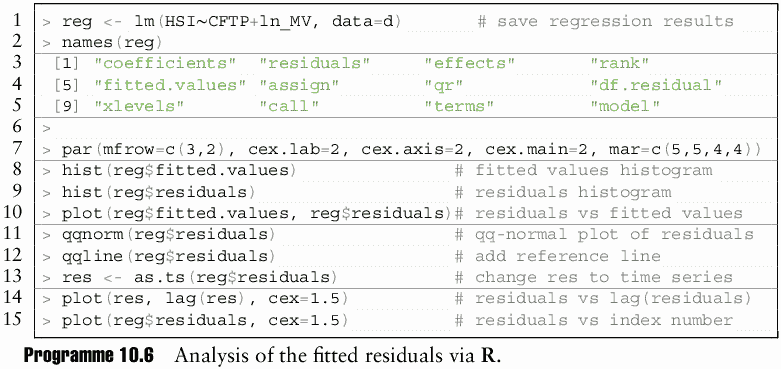 1 > reg <- lm(HSI~CFTP+ln_MV, data=d) # save regression results
2 > names(reg)
3 [1] "coefficients" "residuals" "effects" "rank"
4 [5] "fitted.values" "assign" "qr" "df.residual"
5 [9] "xlevels" "call" "terms" "model"
6 >
7 > par(mfrow=c(3,2), cex.lab=2, cex.axis=2, cex.main=2, mar=c(5,5,4,4))
8 > hist(reg$fitted.values) # fitted values histogram
9 > hist(reg$residuals) # residuals histogram
10 > plot(reg$fitted.values, reg$residuals)# residuals vs fitted values
11 > qqnorm(reg$residuals) # qq-normal plot of residuals
12 > qqline(reg$residuals) # add reference line
13 > res <- as.ts(reg$residuals) # change res to time series
14 > plot(res, lag(res), cex=1.5) # residuals vs lag(residuals)
15 > plot(reg$residuals, cex=1.5) # residuals vs index number
Programme 10.6 Analysis of the fitted residuals via R.